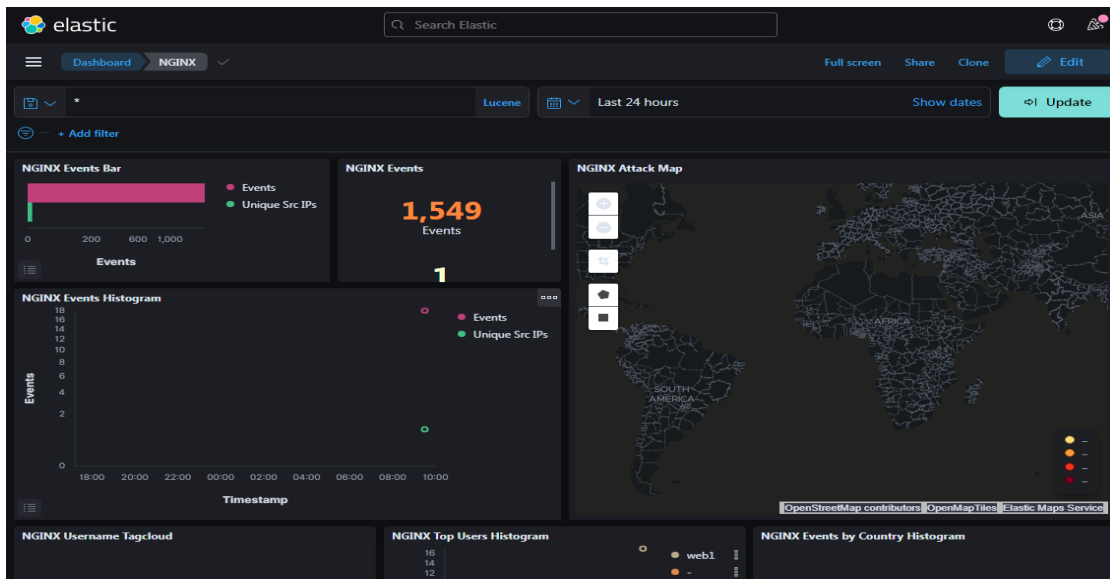 elastic
Search Elastic
Dashboard NGINX Full screen Share Clone Edit
* Lucene Last 24 hours Show dates Update
+ Add filter
NGINX Events Bar
Events
Unique Src IPs
0 200 600 1,000
Events
NGINX Events
1,549
Events
1
NGINX Attack Map
ASIA
AFRICA
SOUTH
AMERICA
–
–
–
–
OpenStreetMap contributors OpenMapTiles Elastic Maps Service
NGINX Events Histogram
18
16
14
12
10
8
6
4
2
0
Events
Events
Unique Src IPs
18:00 20:00 22:00 00:00 02:00 04:00 06:00 08:00 10:00
Timestamp
NGINX Username Tagcloud
NGINX Top Users Histogram
16
14
12
web1
-
NGINX Events by Country Histogram